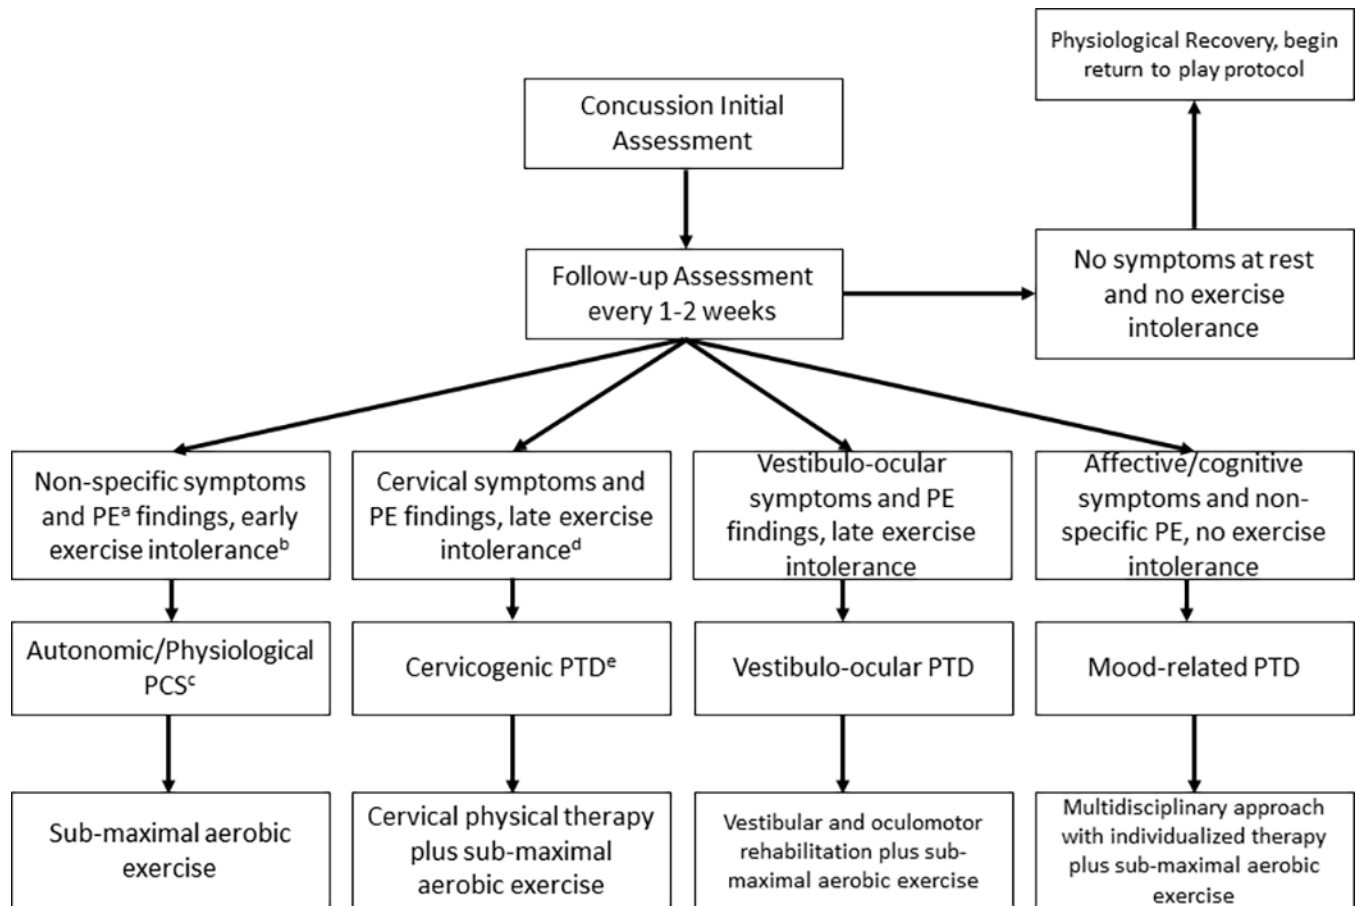 Physiological Recovery, begin
return to play protocol
Concussion Initial
Assessment
Follow-up Assessment
every 1-2 weeks
No symptoms at rest
and no exercise
intolerance
Non-specific symptoms
and PEᵃ findings, early
exercise intoleranceᵇ
Cervical symptoms and
PE findings, late exercise
intoleranceᵈ
Vestibulo-ocular
symptoms and PE
findings, late exercise
intolerance
Affective/cognitive
symptoms and non-
specific PE, no exercise
intolerance
Autonomic/Physiological
PCSᶜ
Cervicogenic PTDᵉ
Vestibulo-ocular PTD
Mood-related PTD
Sub-maximal aerobic
exercise
Cervical physical therapy
plus sub-maximal
aerobic exercise
Vestibular and oculomotor
rehabilitation plus sub-
maximal aerobic exercise
Multidisciplinary approach
with individualized therapy
plus sub-maximal aerobic
exercise